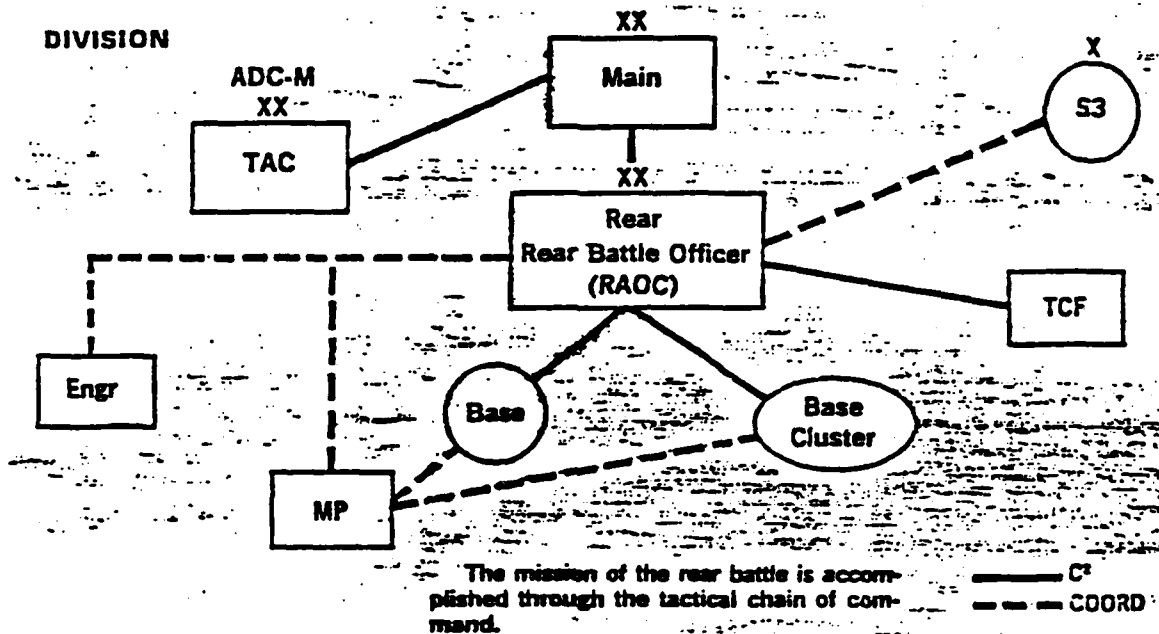 DIVISION
XX
Main
ADC-M
XX
TAC
X
S3
XX
Rear
Rear Battle Officer
(RAOC)
TCF
Engr
Base
Base
Cluster
MP
The mission of the rear battle is accom-
plished through the tactical chain of com-
mand.
C²
COORD